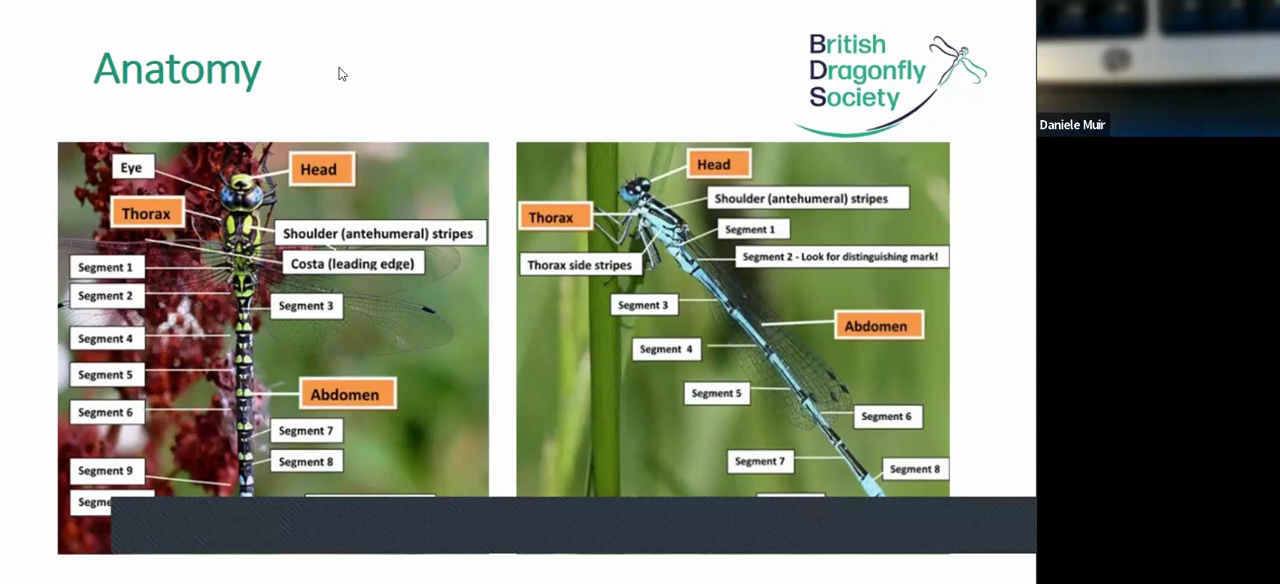 Anatomy
British
Dragonfly
Society
Daniele Muir
Eye
Head
Thorax
Shoulder (antehumeral) stripes
Costa (leading edge)
Segment 1
Segment 2
Segment 3
Segment 4
Segment 5
Abdomen
Segment 6
Segment 7
Segment 8
Segment 9
Segme
Head
Shoulder (antehumeral) stripes
Thorax
Segment 1
Segment 2 - Look for distinguishing mark!
Thorax side stripes
Segment 3
Abdomen
Segment 4
Segment 5
Segment 6
Segment 7
Segment 8